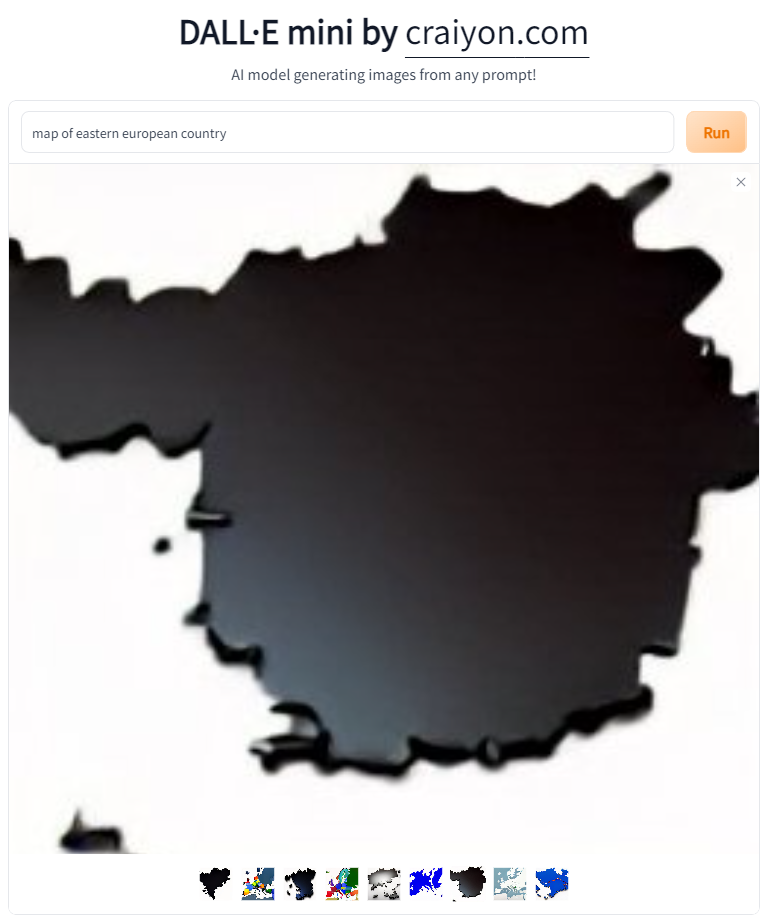 DALL·E mini by craiyon.com
AI model generating images from any prompt!
map of eastern european country
Run